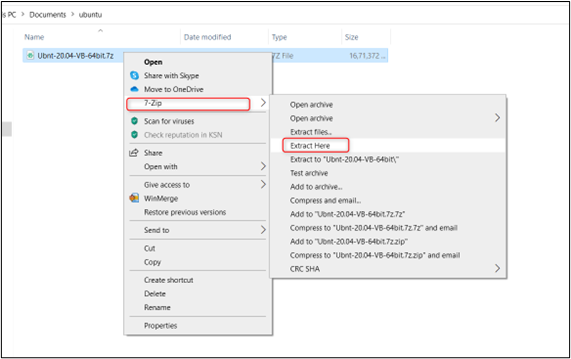 is PC > Documents > ubuntu
Name Date modified Type Size
Ubnt-20.04-VB-64bit.7z 7Z File 16,71,372 ...
Open
Share with Skype
Move to OneDrive
7-Zip
Scan for viruses
Check reputation in KSN
Share
Open with
Give access to
WinMerge
Restore previous versions
Send to
Cut
Copy
Create shortcut
Delete
Rename
Properties
Open archive
Open archive
Extract files...
Extract Here
Extract to "Ubnt-20.04-VB-64bit\"
Test archive
Add to archive...
Compress and email...
Add to "Ubnt-20.04-VB-64bit.7z.7z"
Compress to "Ubnt-20.04-VB-64bit.7z.7z" and email
Add to "Ubnt-20.04-VB-64bit.7z.zip"
Compress to "Ubnt-20.04-VB-64bit.7z.zip" and email
CRC SHA